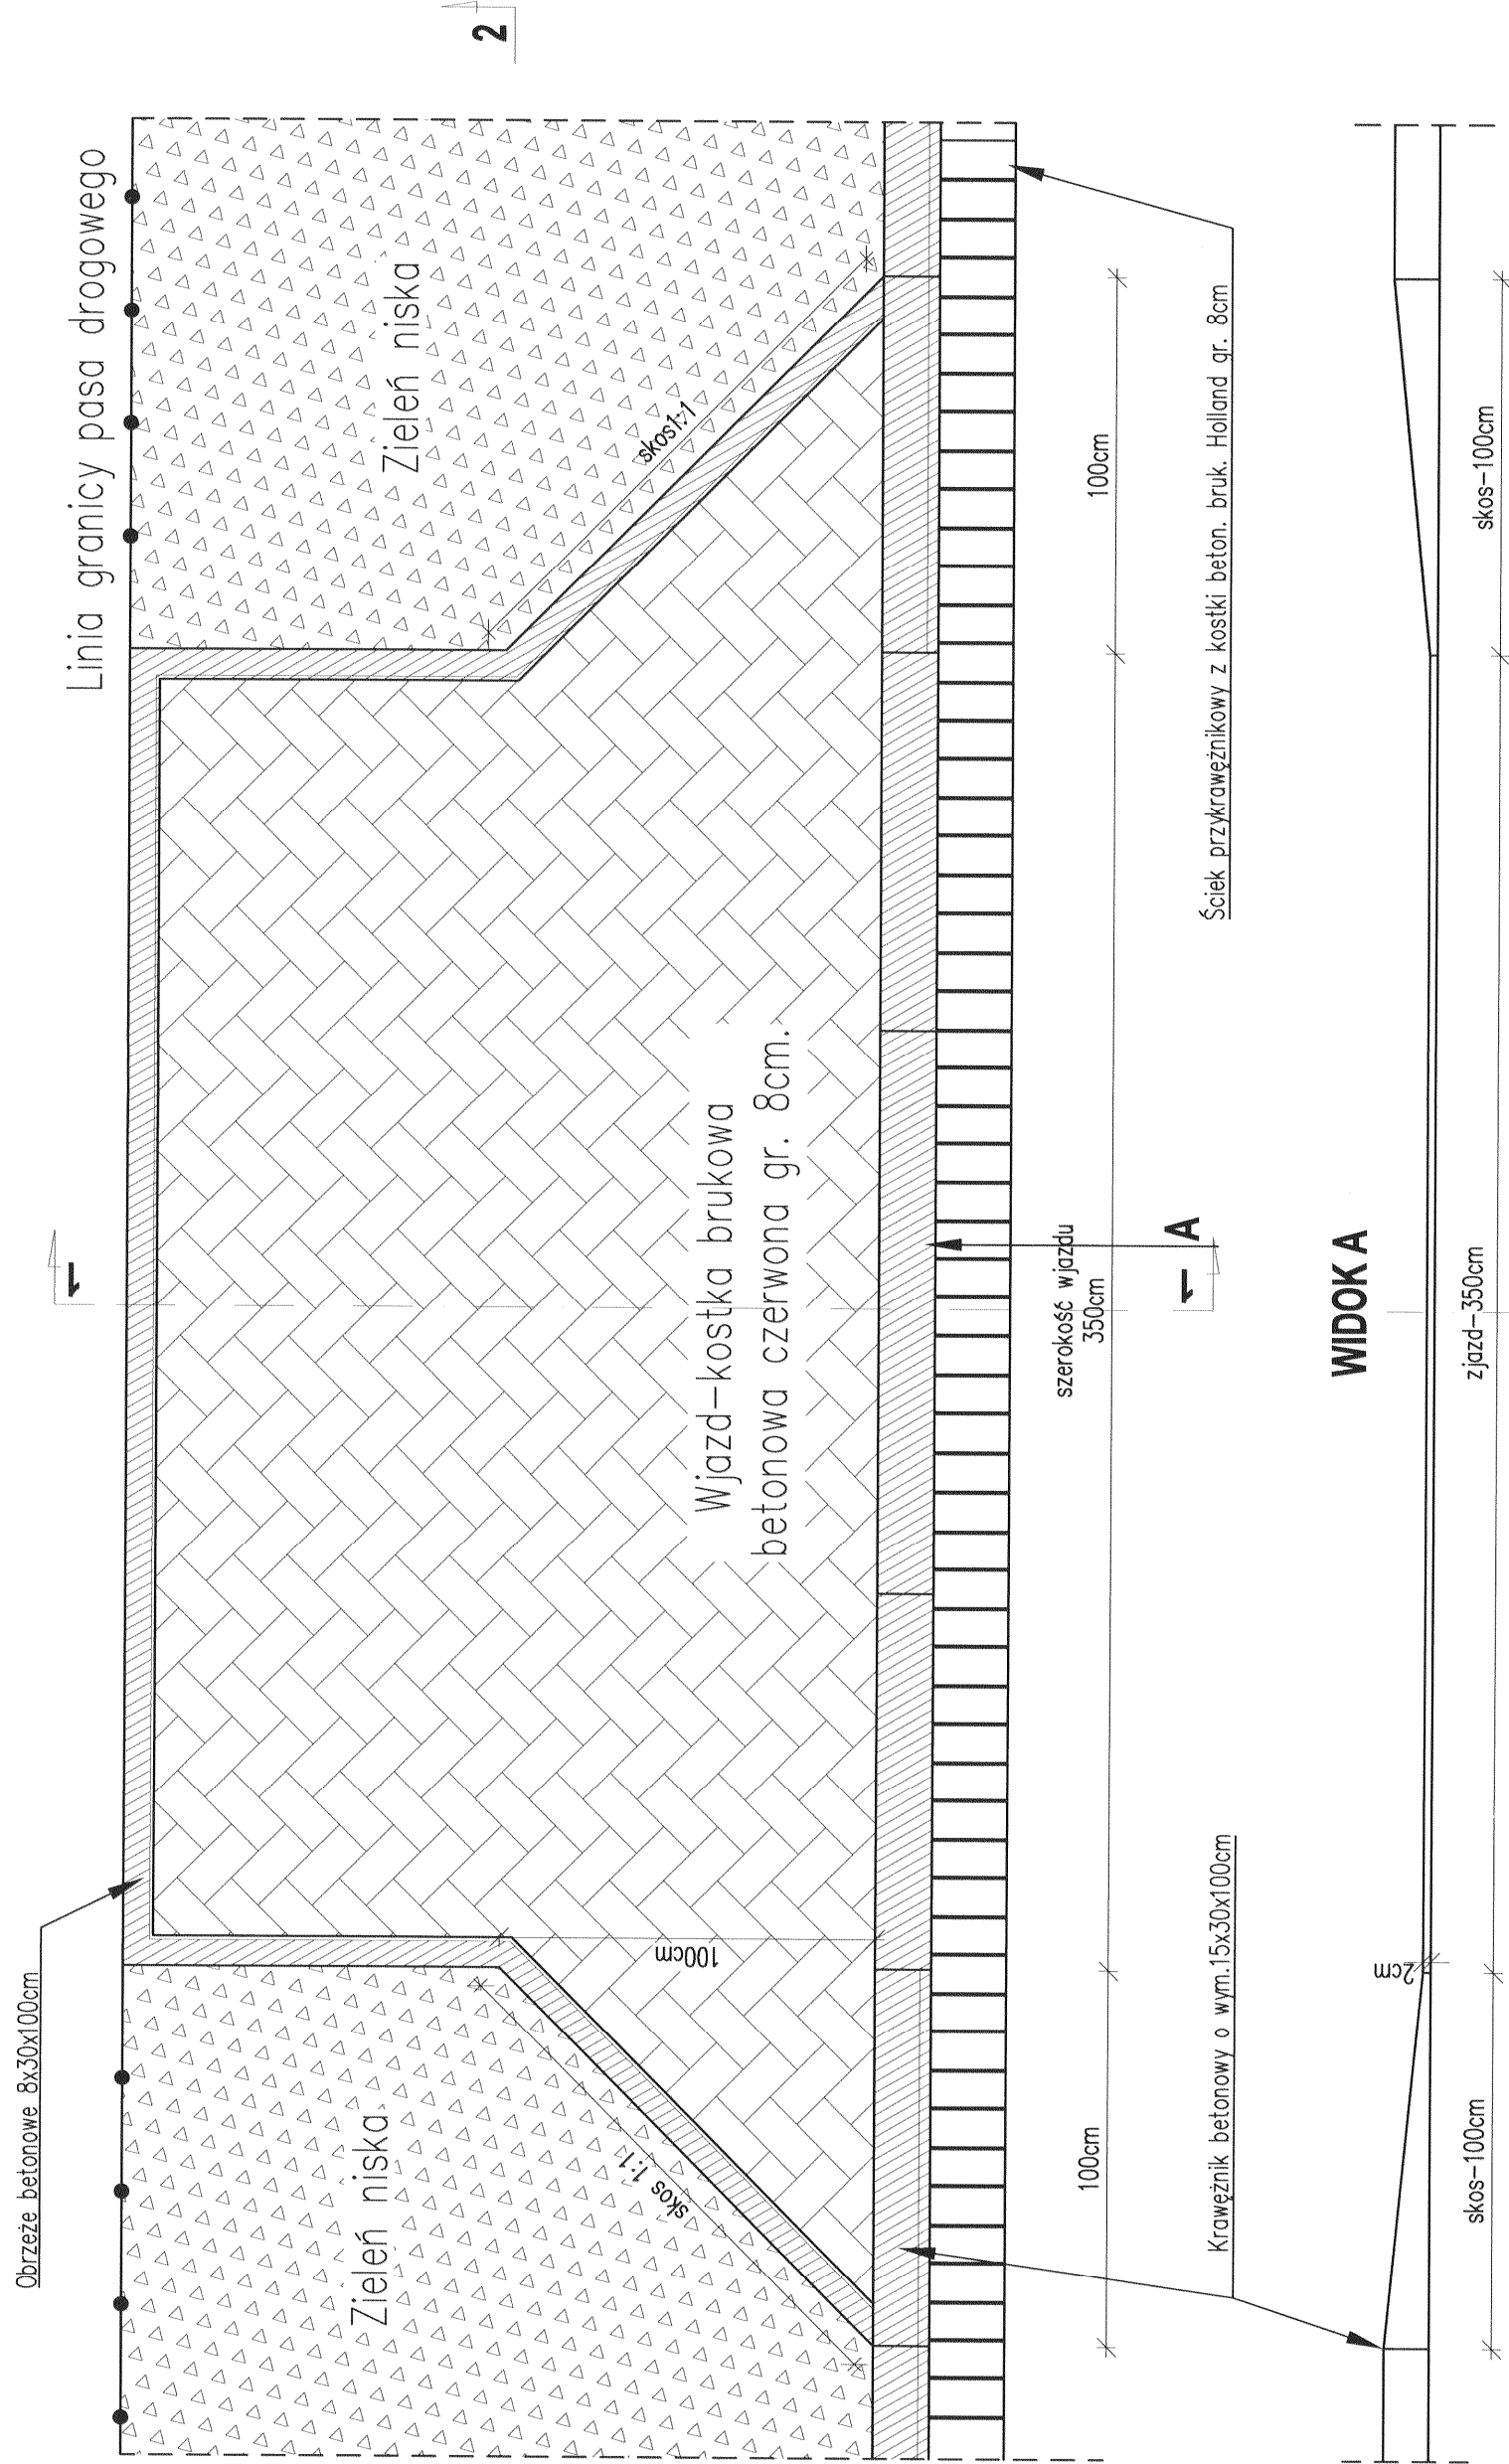 2
Linia granicy pasa drogowego
Obrzeże betonowe 8x30x100cm
1
Zieleń niska
Zieleń niska
skos 1:1
skos1:1
100cm
Wjazd-kostka brukowa
betonowa czerwona gr. 8cm.
100cm
szerokość wjazdu
350cm
100cm
1
A
Krawężnik betonowy o wym.15x30x100cm
Ściek przykrawężnikowy z kostki beton. bruk. Holland gr. 8cm
WIDOK A
2cm
skos-100cm
zjazd-350cm
skos-100cm